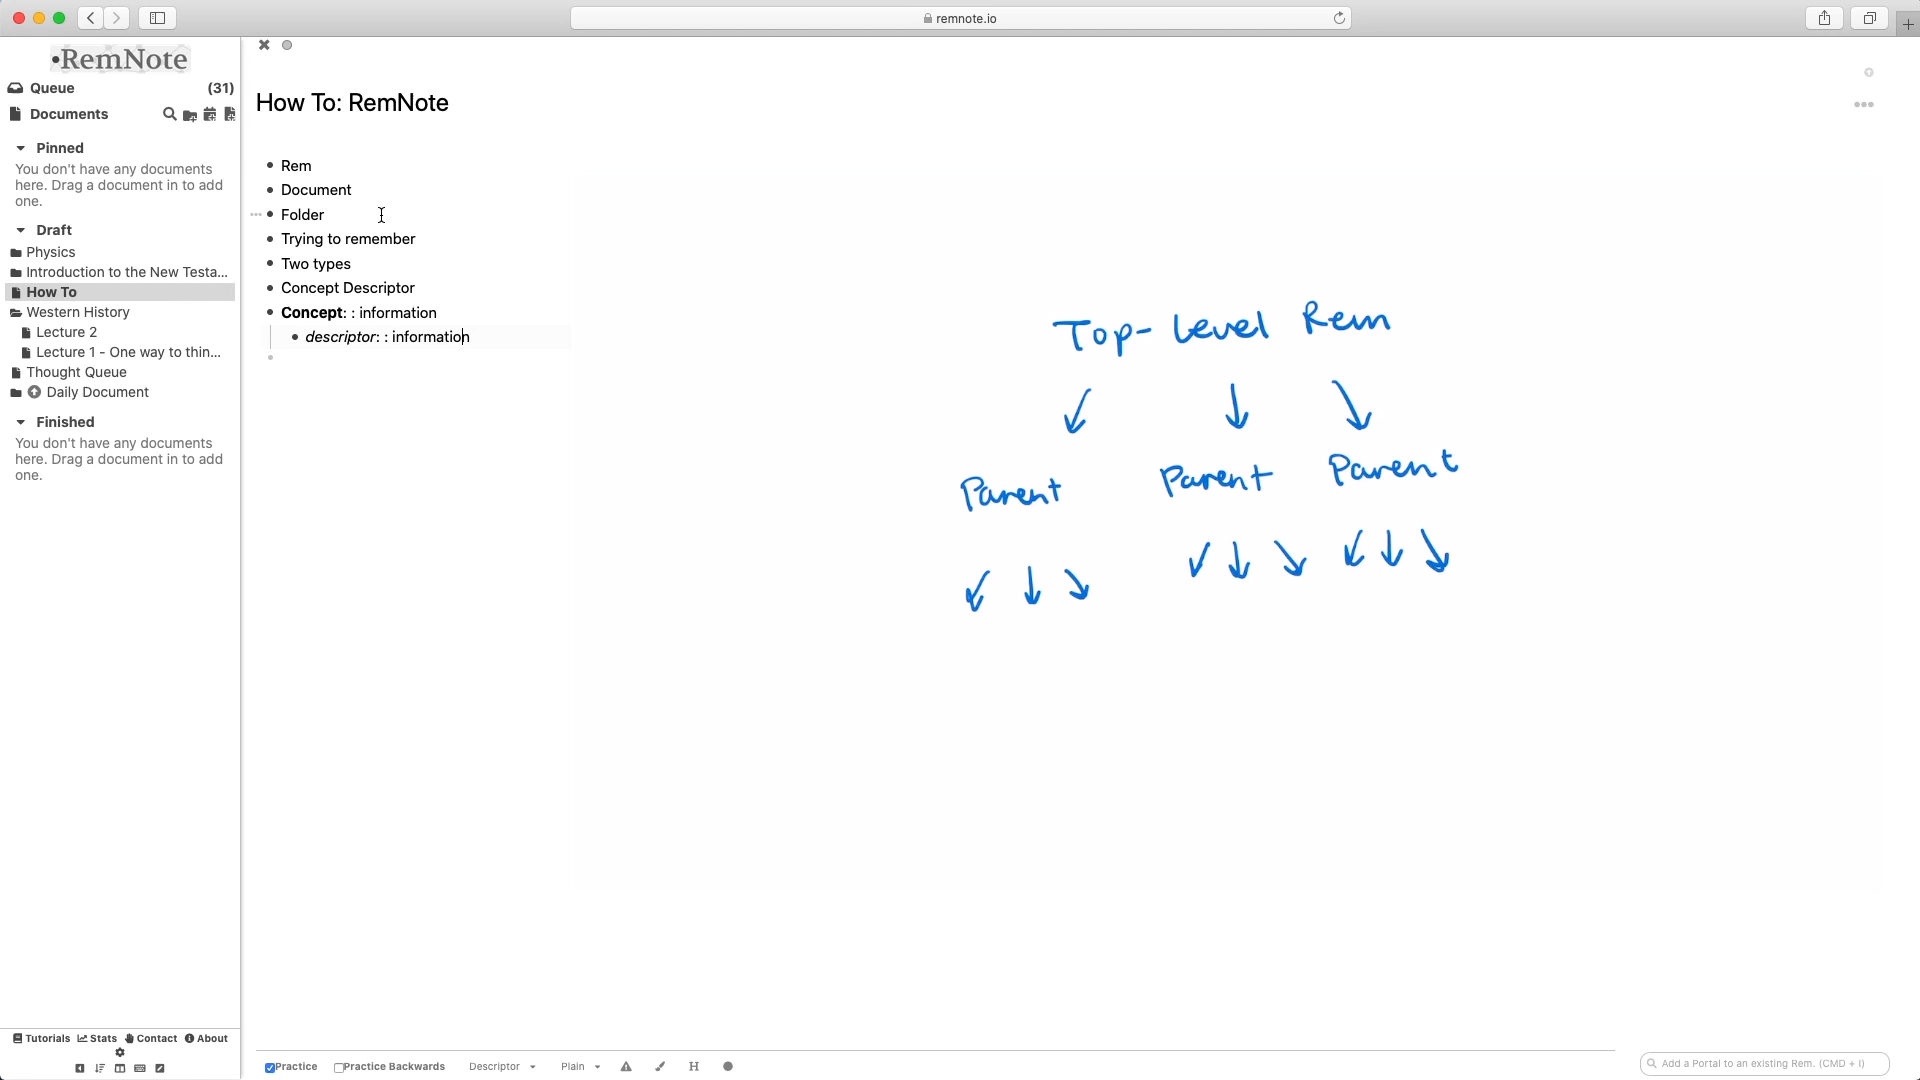 remnote.io
•RemNote
Queue (31)
Documents
Pinned
You don't have any documents
here. Drag a document in to add
one.
Draft
Physics
Introduction to the New Testa...
How To
Western History
Lecture 2
Lecture 1 - One way to thin...
Thought Queue
Daily Document
Finished
You don't have any documents
here. Drag a document in to add
one.
Tutorials Stats Contact About
How To: RemNote
Rem
Document
Folder
Trying to remember
Two types
Concept Descriptor
Concept: : information
descriptor: : information
Top-Level Rem
Parent Parent Parent
Practice Practice Backwards Descriptor Plain H
Add a Portal to an existing Rem. (CMD + I)